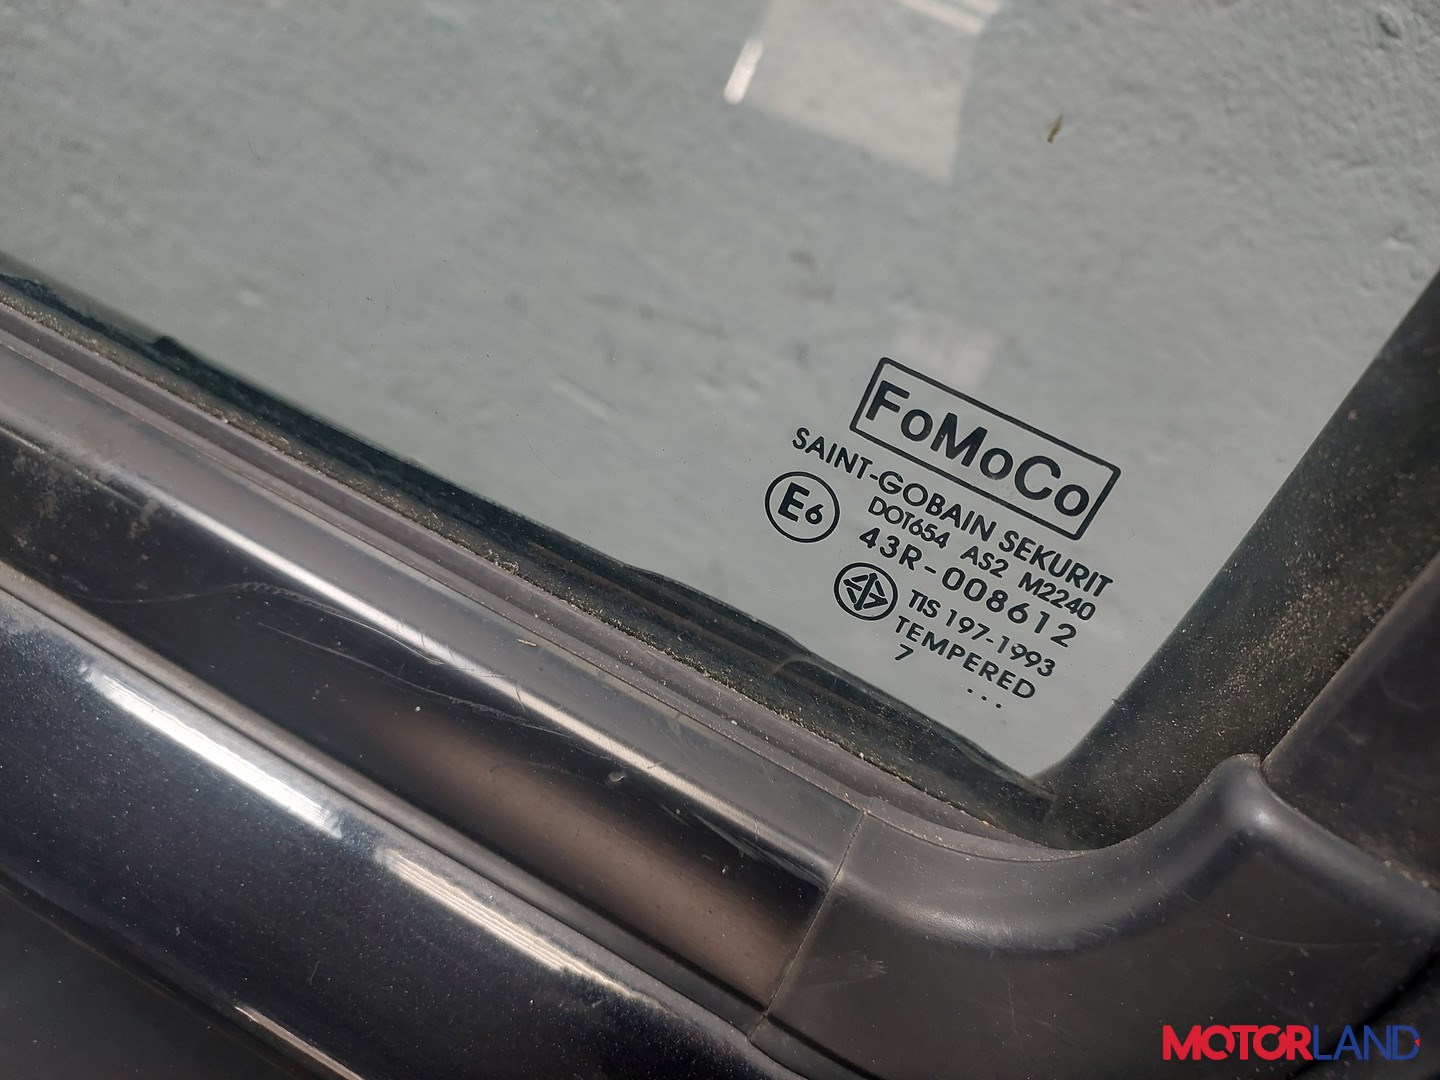 FoMoCo
SAINT-GOBAIN SEKURIT
DOT654 AS2 M2240
E6
43R-008612
TIS 197-1993
TEMPERED
7
...
MOTORLAND